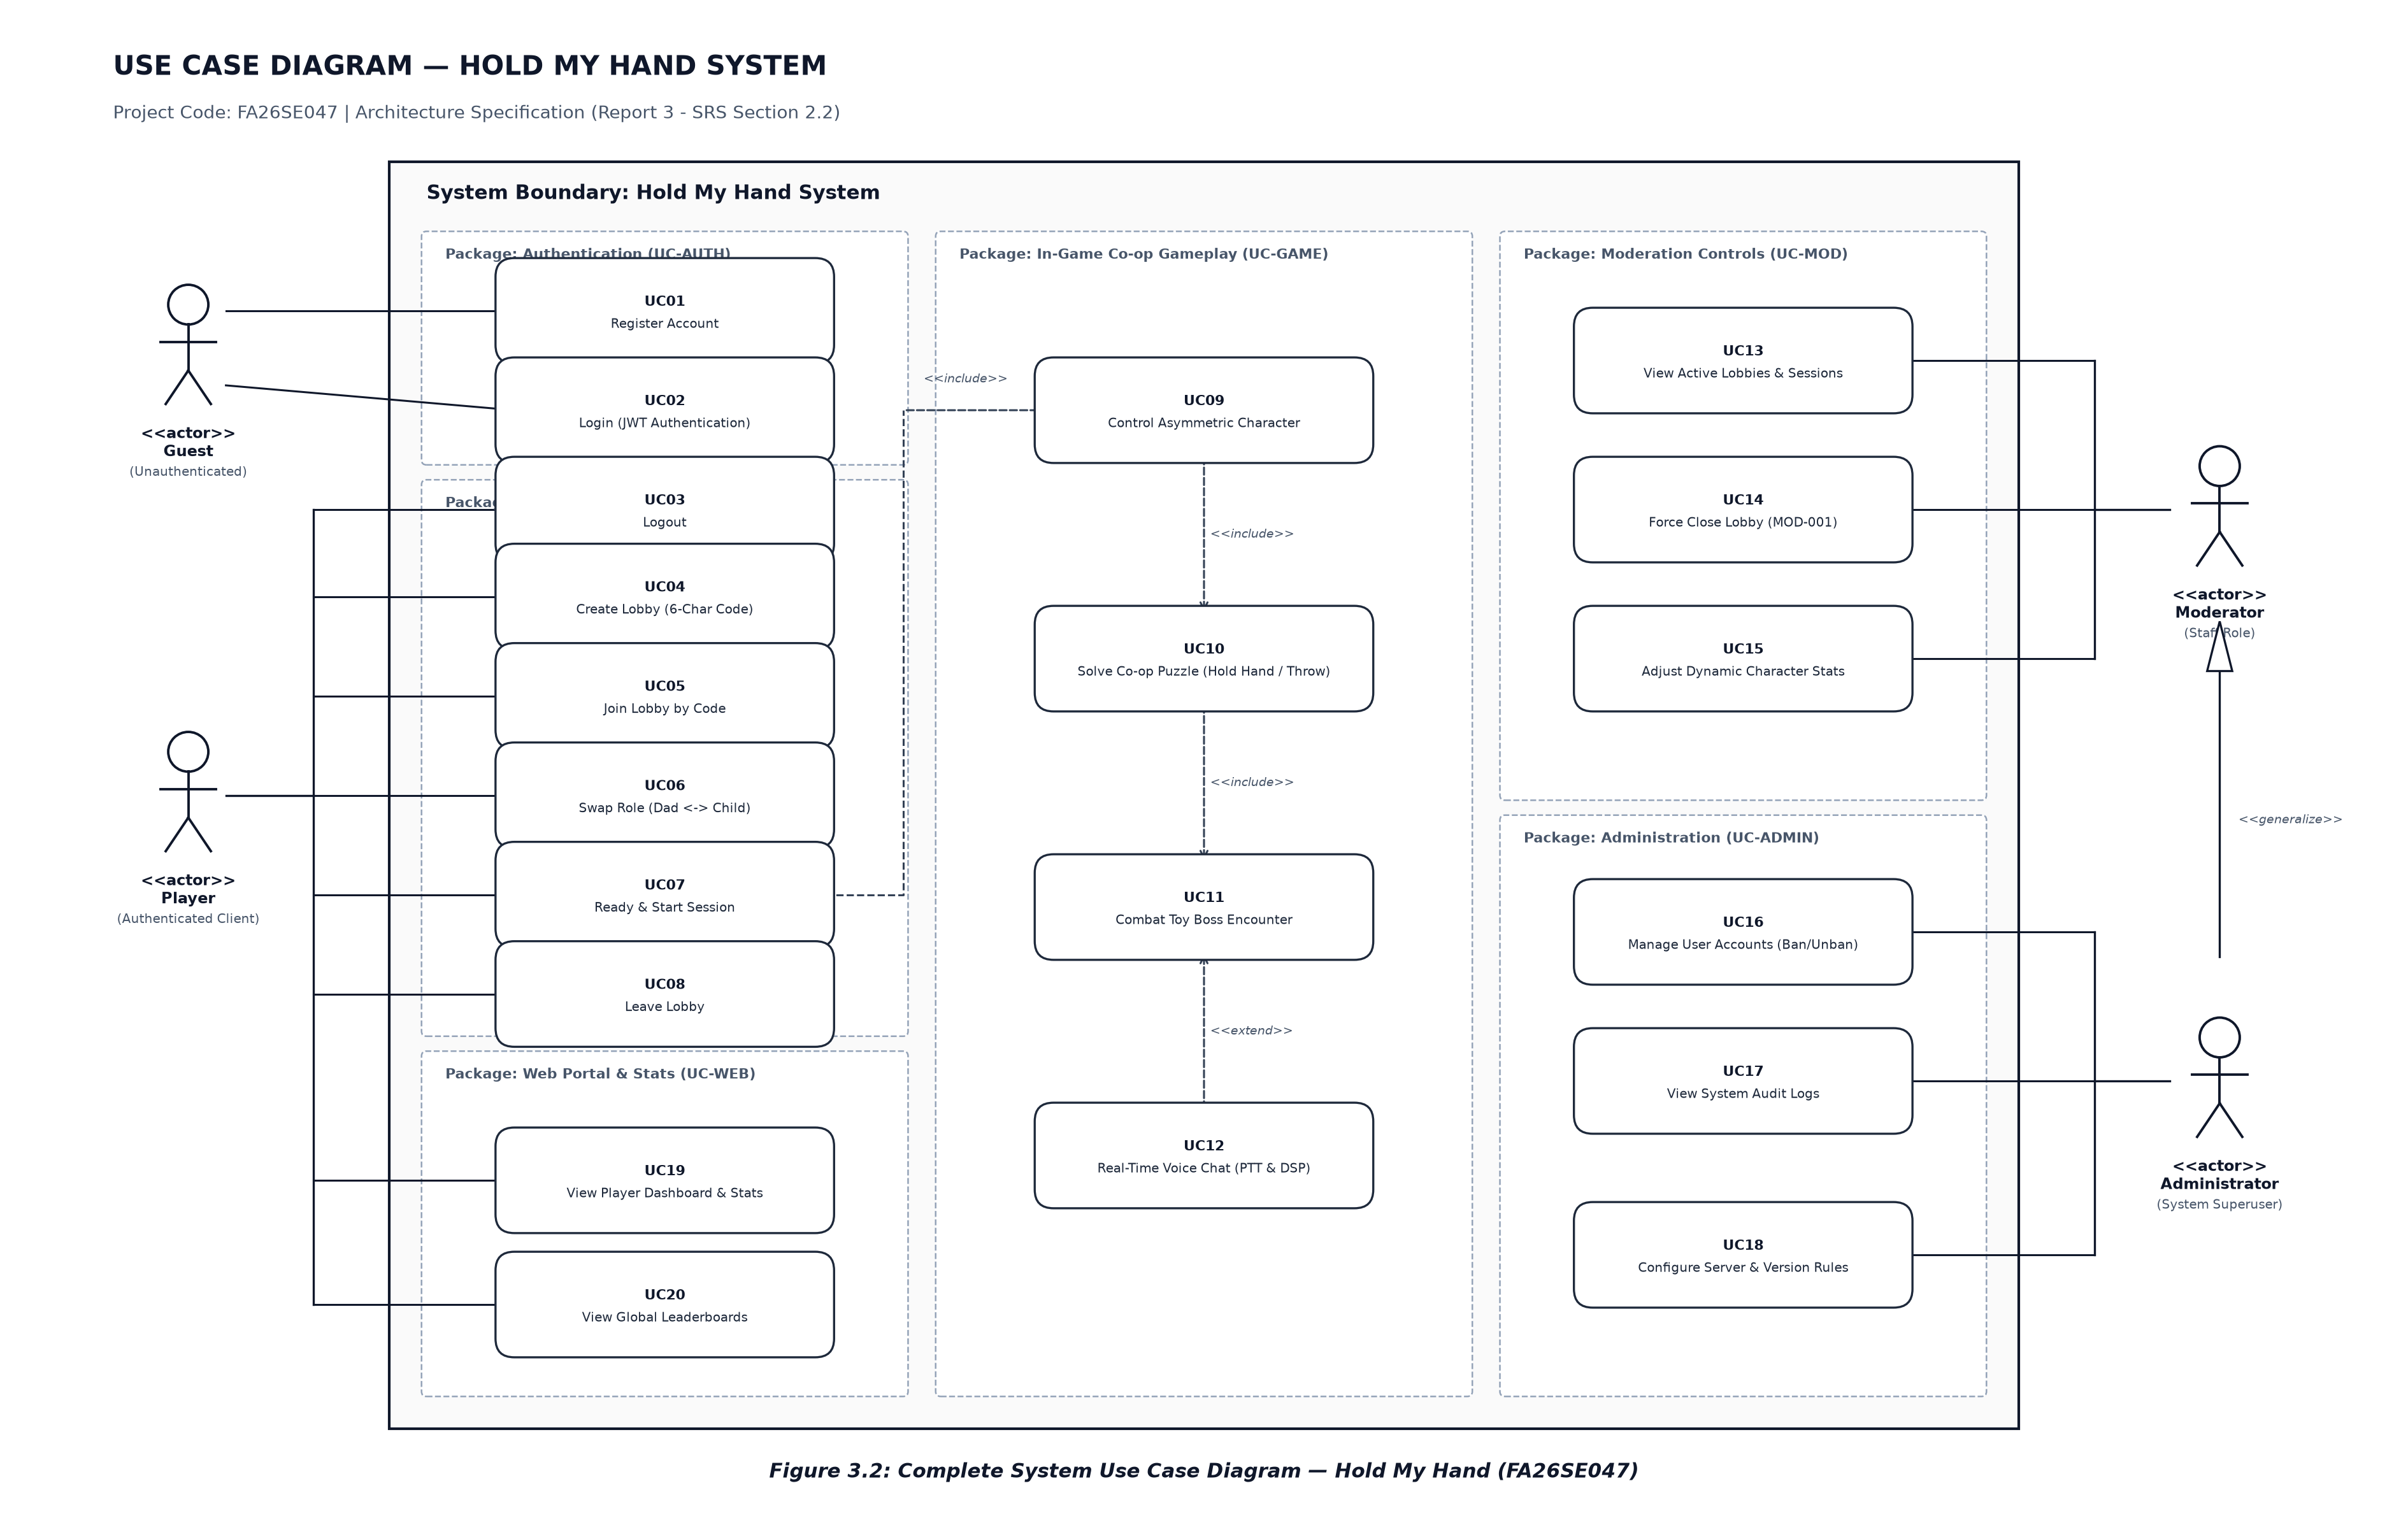 USE CASE DIAGRAM — HOLD MY HAND SYSTEM
Project Code: FA26SE047 | Architecture Specification (Report 3 - SRS Section 2.2)
System Boundary: Hold My Hand System
Package: Authentication (UC-AUTH)
UC01
Register Account
UC02
Login (JWT Authentication)
UC03
Logout
UC04
Create Lobby (6-Char Code)
UC05
Join Lobby by Code
UC06
Swap Role (Dad <-> Child)
UC07
Ready & Start Session
UC08
Leave Lobby
Package: Web Portal & Stats (UC-WEB)
UC19
View Player Dashboard & Stats
UC20
View Global Leaderboards
<<actor>>
Guest
(Unauthenticated)
<<actor>>
Player
(Authenticated Client)
Package: In-Game Co-op Gameplay (UC-GAME)
<<include>>
UC09
Control Asymmetric Character
<<include>>
UC10
Solve Co-op Puzzle (Hold Hand / Throw)
<<include>>
UC11
Combat Toy Boss Encounter
<<extend>>
UC12
Real-Time Voice Chat (PTT & DSP)
Package: Moderation Controls (UC-MOD)
UC13
View Active Lobbies & Sessions
UC14
Force Close Lobby (MOD-001)
UC15
Adjust Dynamic Character Stats
Package: Administration (UC-ADMIN)
UC16
Manage User Accounts (Ban/Unban)
UC17
View System Audit Logs
UC18
Configure Server & Version Rules
<<actor>>
Moderator
(Staff Role)
<<generalize>>
<<actor>>
Administrator
(System Superuser)
Figure 3.2: Complete System Use Case Diagram — Hold My Hand (FA26SE047)